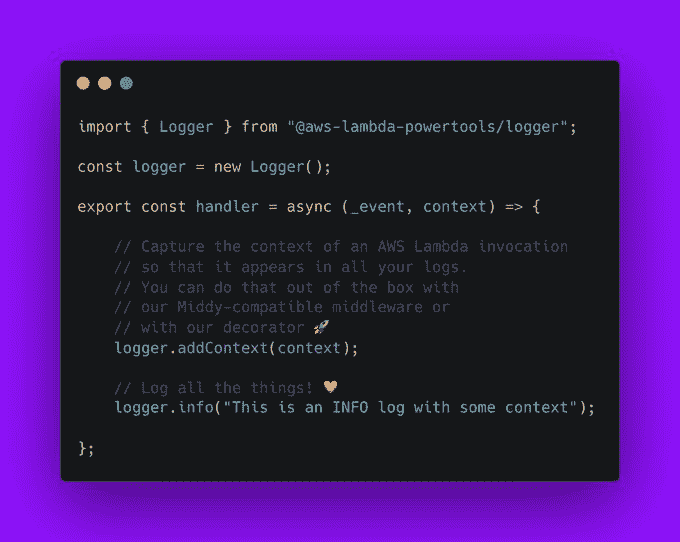 import { Logger } from "@aws-lambda-powertools/logger";
const logger = new Logger();
export const handler = async (_event, context) => {
// Capture the context of an AWS Lambda invocation
// so that it appears in all your logs.
// You can do that out of the box with
// our Middy-compatible middleware or
// with our decorator 🚀
logger.addContext(context);
// Log all the things! 🧡
logger.info("This is an INFO log with some context");
};